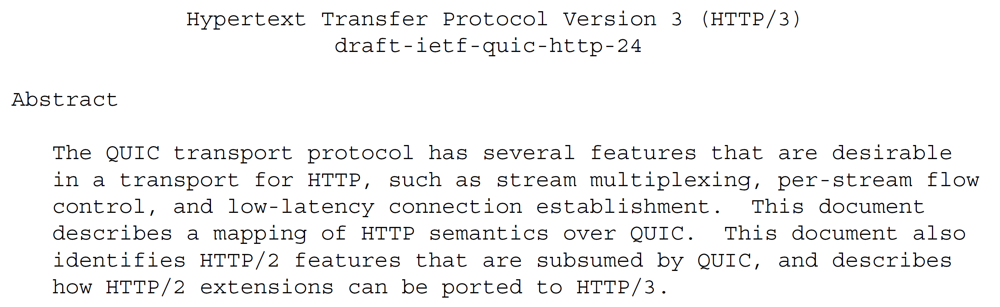 Hypertext Transfer Protocol Version 3 (HTTP/3)
draft-ietf-quic-http-24
Abstract
The QUIC transport protocol has several features that are desirable
in a transport for HTTP, such as stream multiplexing, per-stream flow
control, and low-latency connection establishment.  This document
describes a mapping of HTTP semantics over QUIC.  This document also
identifies HTTP/2 features that are subsumed by QUIC, and describes
how HTTP/2 extensions can be ported to HTTP/3.